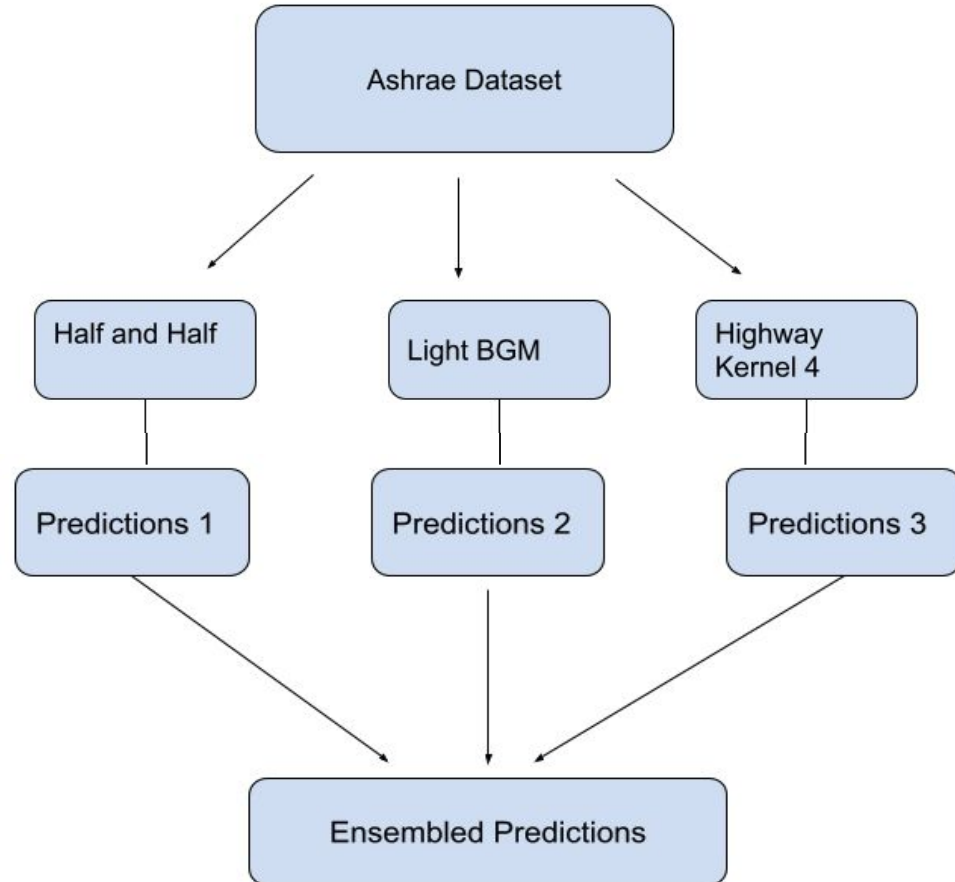 Ashrae Dataset
Half and Half
Light BGM
Highway
Kernel 4
Predictions 1
Predictions 2
Predictions 3
Ensembled Predictions